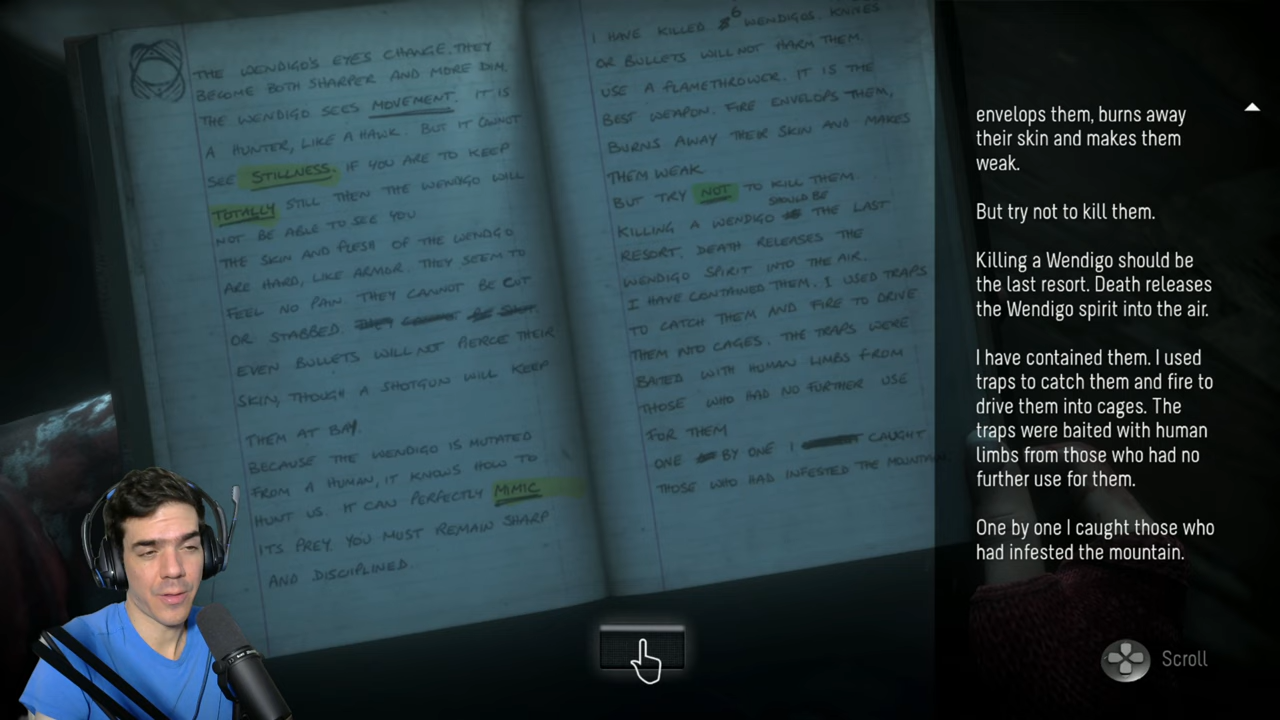 THE WENDIGO'S EYES CHANGE. THEY
BECOME BOTH SHARPER AND MORE DIM.
THE WENDIGO SEES MOVEMENT. IT IS
A HUNTER, LIKE A HAWK. BUT IT CANNOT
SEE STILLNESS. IF YOU ARE TO KEEP
TOTALLY STILL THEN THE WENDIGO WILL
NOT BE ABLE TO SEE YOU
THE SKIN AND FLESH OF THE WENDIGO
ARE HARD, LIKE ARMOR. THEY SEEM TO
FEEL NO PAIN. THEY CANNOT BE CUT
OR STABBED. THEY CANNOT BE SHOT.
EVEN BULLETS WILL NOT PIERCE THEIR
SKIN, THOUGH A SHOTGUN WILL KEEP
THEM AT BAY.
BECAUSE THE WENDIGO IS MUTATED
FROM A HUMAN, IT KNOWS HOW TO
HUNT US. IT CAN PERFECTLY MIMIC
ITS PREY. YOU MUST REMAIN SHARP
AND DISCIPLINED.
I HAVE KILLED 6 WENDIGOS. KNIVES
OR BULLETS WILL NOT HARM THEM.
USE A FLAMETHROWER. IT IS THE
BEST WEAPON. FIRE ENVELOPS THEM,
BURNS AWAY THEIR SKIN AND MAKES
THEM WEAK.
BUT TRY NOT TO KILL THEM.
KILLING A WENDIGO SHOULD BE THE LAST
RESORT. DEATH RELEASES THE
WENDIGO SPIRIT INTO THE AIR.
I HAVE CONTAINED THEM. I USED TRAPS
TO CATCH THEM AND FIRE TO DRIVE
THEM INTO CAGES. THE TRAPS WERE
BAITED WITH HUMAN LIMBS FROM
THOSE WHO HAD NO FURTHER USE
FOR THEM
ONE BY ONE I CAUGHT
THOSE WHO HAD INFESTED THE MOUNTAIN.
envelops them, burns away
their skin and makes them
weak.
But try not to kill them.
Killing a Wendigo should be
the last resort. Death releases
the Wendigo spirit into the air.
I have contained them. I used
traps to catch them and fire to
drive them into cages. The
traps were baited with human
limbs from those who had no
further use for them.
One by one I caught those who
had infested the mountain.
Scroll